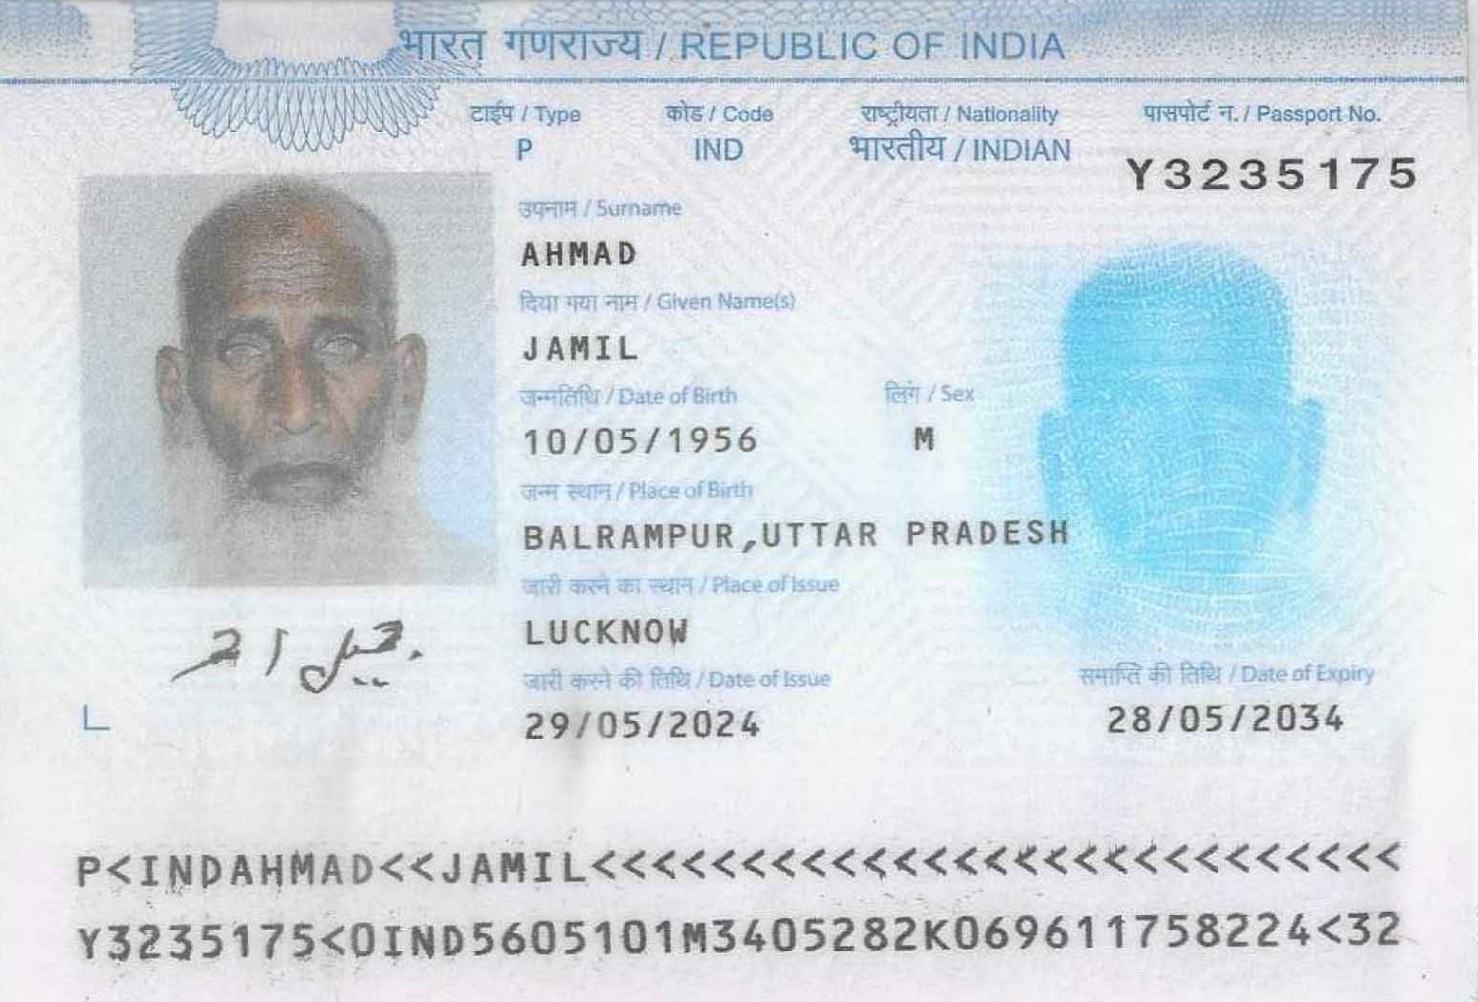 भारत गणराज्य / REPUBLIC OF INDIA
टाईप / Type कोड / Code राष्ट्रीयता / Nationality पासपोर्ट न. / Passport No.
P IND भारतीय / INDIAN Y3235175
उपनाम / Surname
AHMAD
दिया गया नाम / Given Name(s)
JAMIL
जन्मतिथि / Date of Birth लिंग / Sex
10/05/1956 M
जन्म स्थान / Place of Birth
BALRAMPUR,UTTAR PRADESH
जारी करने का स्थान / Place of Issue
LUCKNOW
جمیل احمد
जारी करने की तिथि / Date of Issue समाप्ति की तिथि / Date of Expiry
29/05/2024 28/05/2034
P<INDAHMAD<<JAMIL<<<<<<<<<<<<<<<<<<<<<<<<<<<
Y3235175<0IND5605101M3405282K069611758224<32